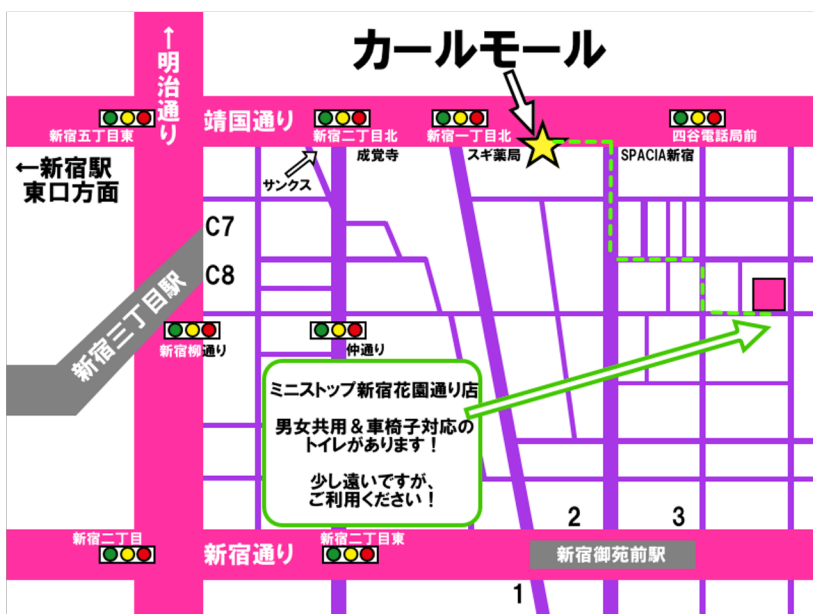 カールモール
↑明治通り
靖国通り
新宿五丁目東
新宿二丁目北
新宿一丁目北
四谷電話局前
←新宿駅
東口方面
サンクス
成覚寺
スギ薬局
SPACIA新宿
C7
C8
新宿三丁目駅
新宿柳通り
仲通り
ミニストップ新宿花園通り店
男女共用＆車椅子対応の
トイレがあります！
少し遠いですが、
ご利用ください！
2
3
新宿二丁目
新宿通り
新宿二丁目東
新宿御苑前駅
1